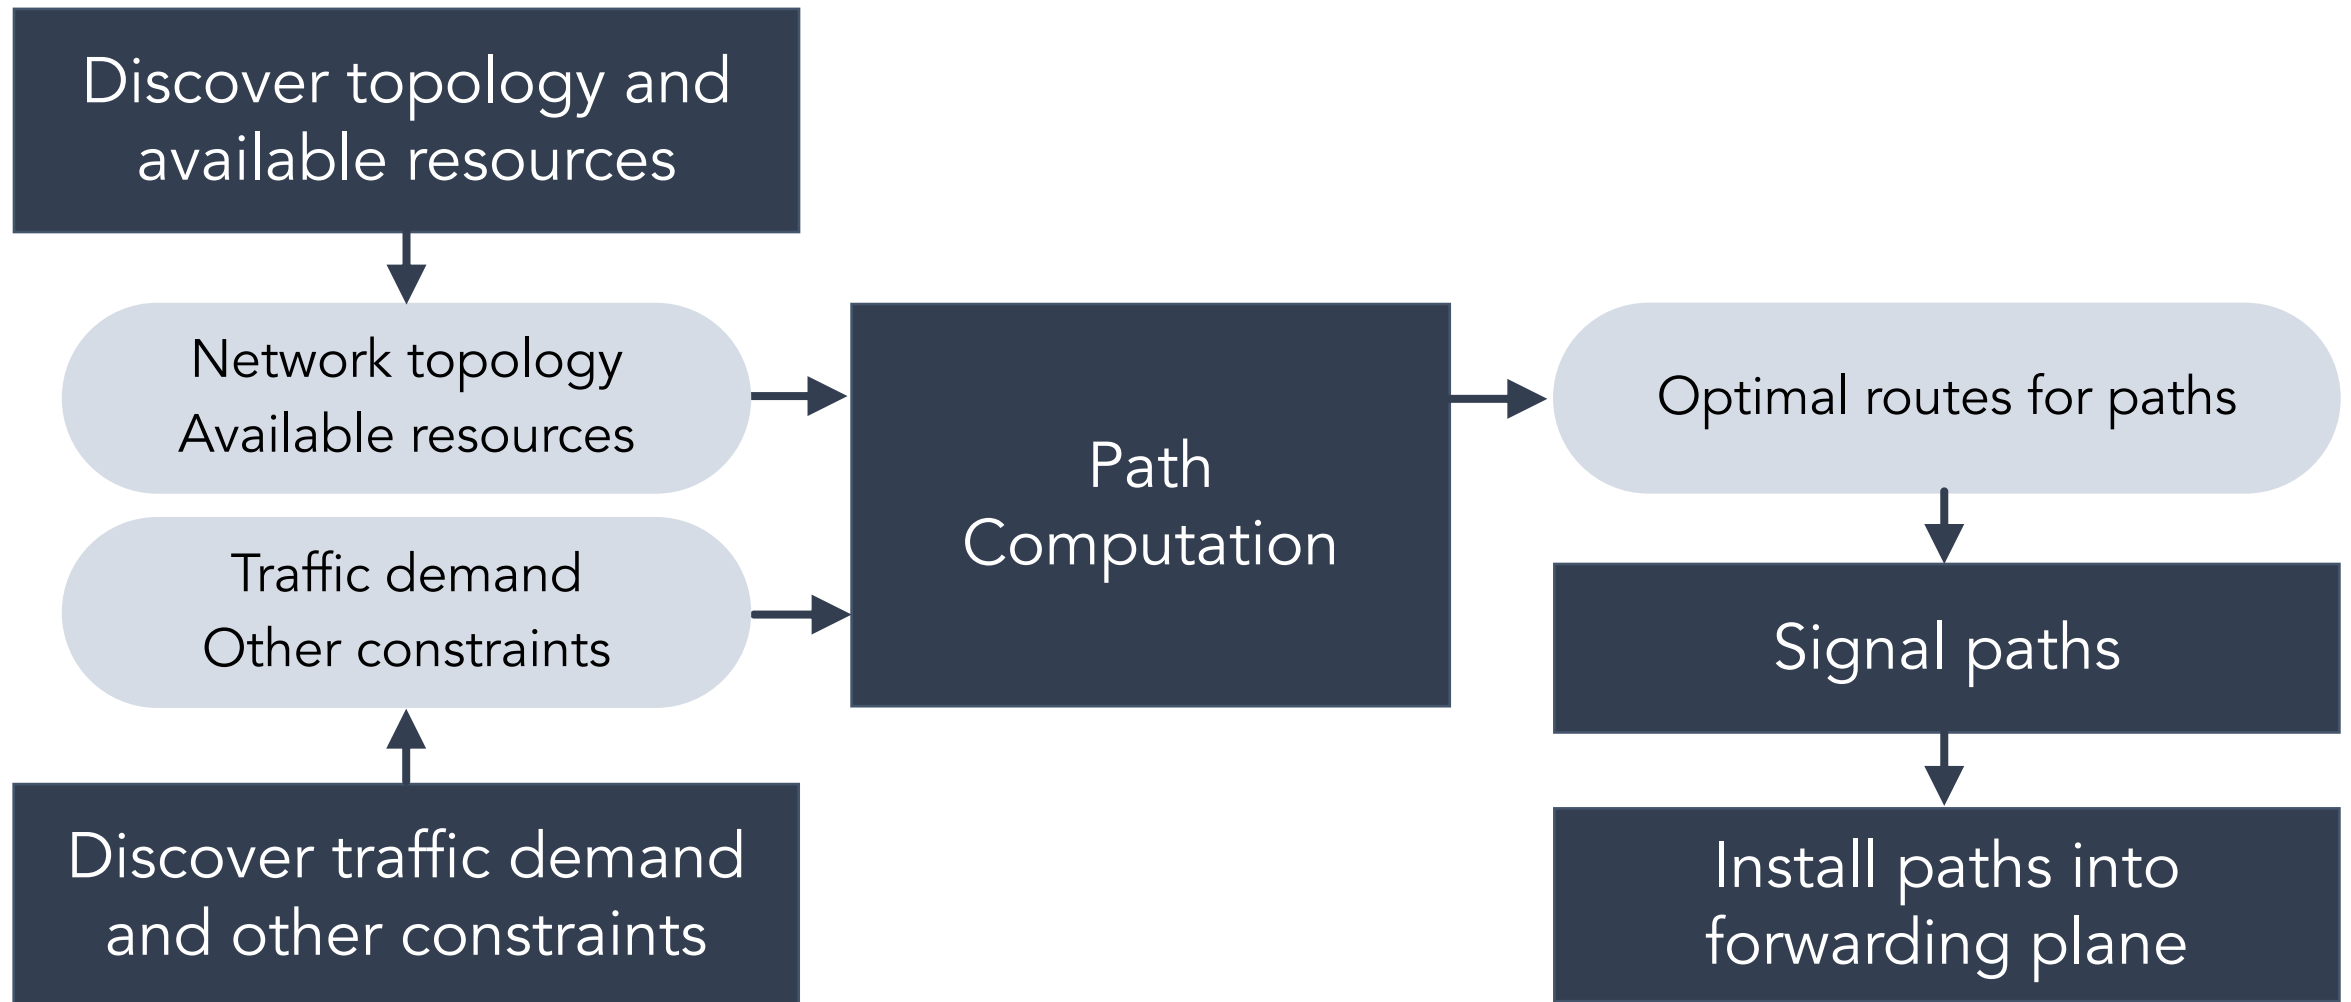 Discover topology and
available resources
Network topology
Available resources
Traffic demand
Other constraints
Discover traffic demand
and other constraints
Path
Computation
Optimal routes for paths
Signal paths
Install paths into
forwarding plane